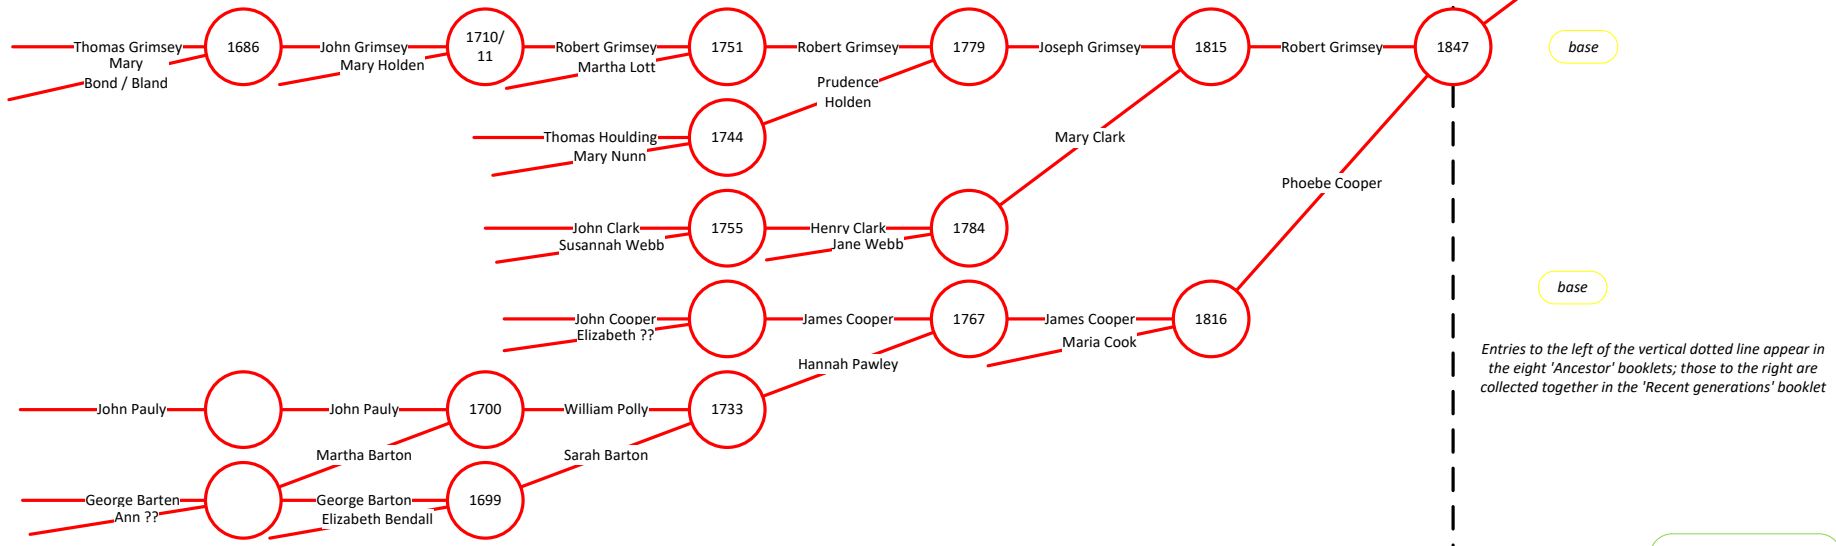 Thomas Grimsey
Mary
Bond / Bland
1686
John Grimsey
Mary Holden
1710/
11
Robert Grimsey
Martha Lott
1751
Robert Grimsey
1779
Joseph Grimsey
1815
Robert Grimsey
1847
base
Prudence
Holden
Thomas Houlding
Mary Nunn
1744
Mary Clark
Phoebe Cooper
John Clark
Susannah Webb
1755
Henry Clark
Jane Webb
1784
base
John Cooper
Elizabeth ??
James Cooper
1767
James Cooper
Maria Cook
1816
Entries to the left of the vertical dotted line appear in
the eight 'Ancestor' booklets; those to the right are
collected together in the 'Recent generations' booklet
Hannah Pawley
John Pauly
John Pauly
1700
William Polly
1733
Martha Barton
Sarah Barton
George Barten
Ann ??
George Barton
Elizabeth Bendall
1699